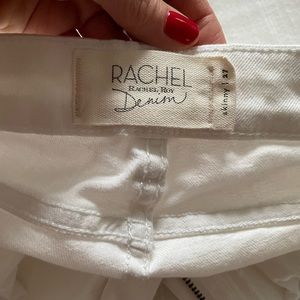 RACHEL
RACHEL ROY
Denim
skinny | 27